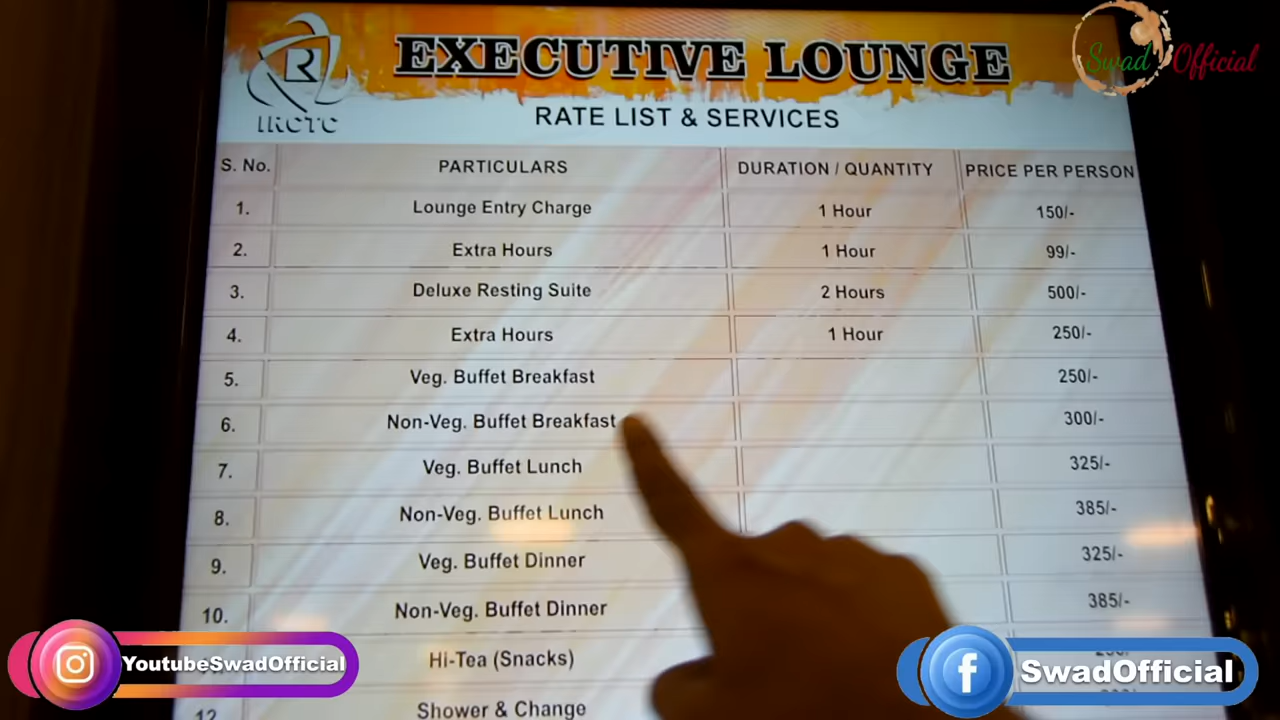 EXECUTIVE LOUNGE
Swad Official
IRCTC
RATE LIST & SERVICES
S. No. PARTICULARS DURATION / QUANTITY PRICE PER PERSON
1. Lounge Entry Charge 1 Hour 150/-
2. Extra Hours 1 Hour 99/-
3. Deluxe Resting Suite 2 Hours 500/-
4. Extra Hours 1 Hour 250/-
5. Veg. Buffet Breakfast 250/-
6. Non-Veg. Buffet Breakfast 300/-
7. Veg. Buffet Lunch 325/-
8. Non-Veg. Buffet Lunch 385/-
9. Veg. Buffet Dinner 325/-
10. Non-Veg. Buffet Dinner 385/-
Hi-Tea (Snacks)
12. Shower & Change
YoutubeSwadOfficial
SwadOfficial